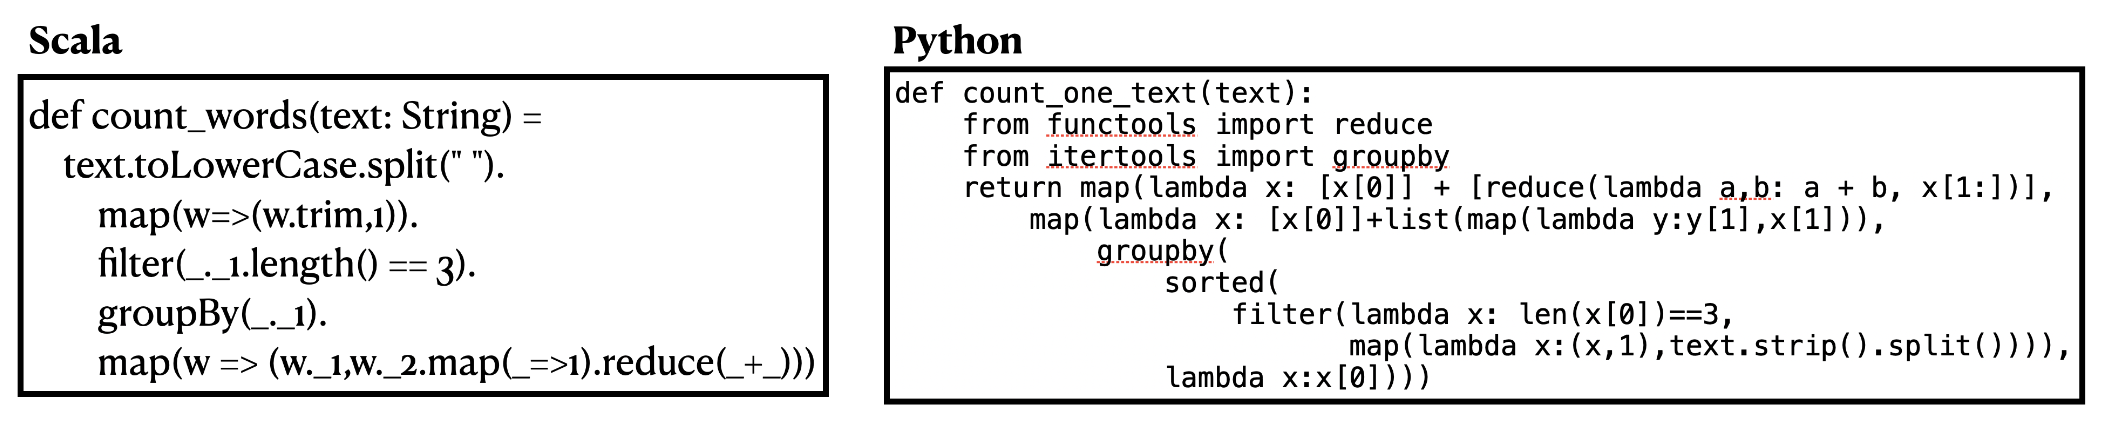 Scala
def count_words(text: String) =
text.toLowerCase.split(" ").
map(w=>(w.trim,1)).
filter(_._1.length() == 3).
groupBy(_._1).
map(w => (w._1,w._2.map(_=>1).reduce(_+_)))
Python
def count_one_text(text):
from functools import reduce
from itertools import groupby
return map(lambda x: [x[0]] + [reduce(lambda a,b: a + b, x[1:])],
map(lambda x: [x[0]]+list(map(lambda y:y[1],x[1])),
groupby(
sorted(
filter(lambda x: len(x[0])==3,
map(lambda x:(x,1),text.strip().split()))),
lambda x:x[0])))